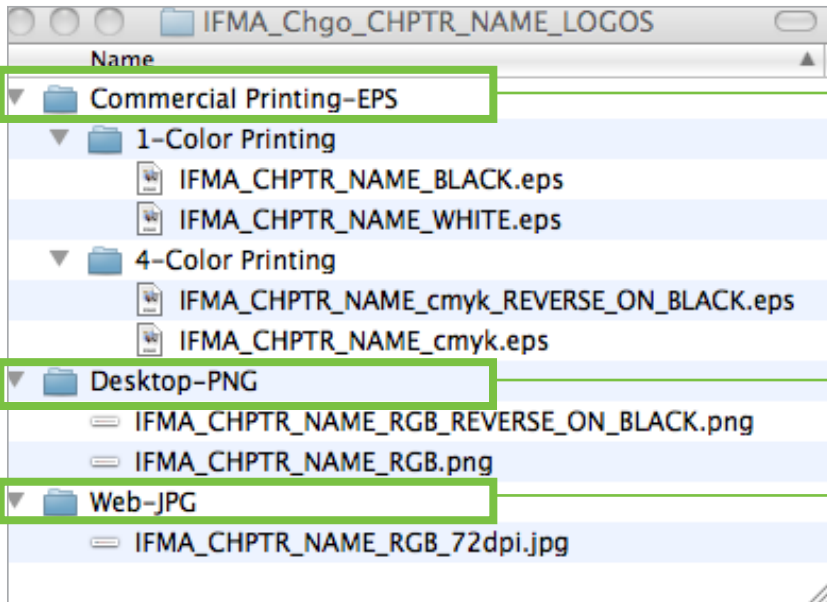 IFMA_Chgo_CHPTR_NAME_LOGOS
Name
Commercial Printing-EPS
1-Color Printing
IFMA_CHPTR_NAME_BLACK.eps
IFMA_CHPTR_NAME_WHITE.eps
4-Color Printing
IFMA_CHPTR_NAME_cmyk_REVERSE_ON_BLACK.eps
IFMA_CHPTR_NAME_cmyk.eps
Desktop-PNG
IFMA_CHPTR_NAME_RGB_REVERSE_ON_BLACK.png
IFMA_CHPTR_NAME_RGB.png
Web-JPG
IFMA_CHPTR_NAME_RGB_72dpi.jpg